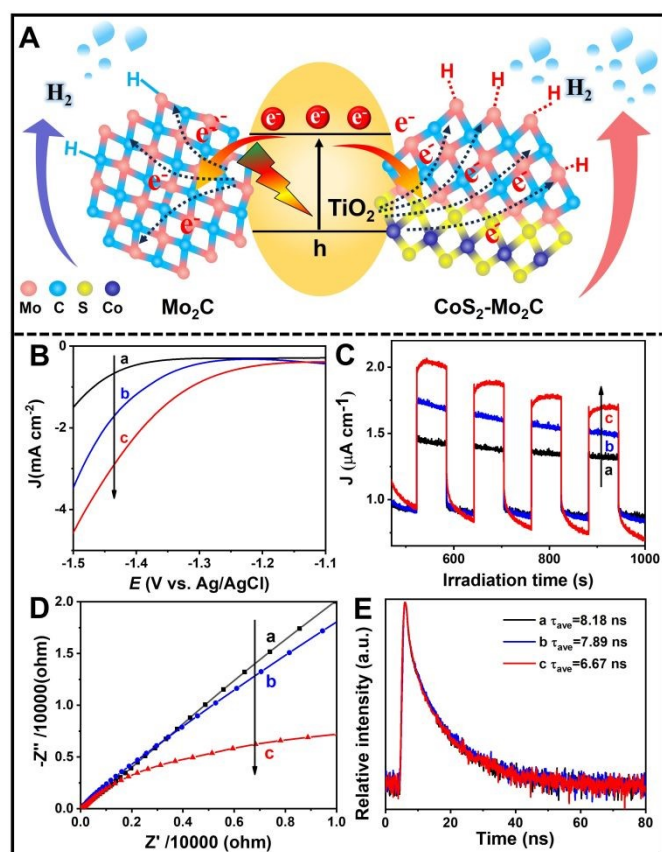 A
H₂
H
H
e⁻
e⁻
e⁻
e⁻
e⁻ e⁻ e⁻
TiO₂
h
e⁻
e⁻
e⁻
e⁻
e⁻
H
H
H
H
H₂
Mo C S Co
Mo₂C
CoS₂-Mo₂C
B
J(mA cm⁻²)
0
-2
-4
a
b
c
-1.5 -1.4 -1.3 -1.2 -1.1
E (V vs. Ag/AgCl)
C
J (μA cm⁻¹)
2.0
1.5
1.0
c
b
a
600 800 1000
Irradiation time (s)
D
-Z''/10000(ohm)
2.0
1.5
1.0
0.5
0.0
a
b
c
0.0 0.2 0.4 0.6 0.8 1.0
Z' /10000 (ohm)
E
Relative intensity (a.u.)
a τave=8.18 ns
b τave=7.89 ns
c τave=6.67 ns
0 20 40 60 80
Time (ns)